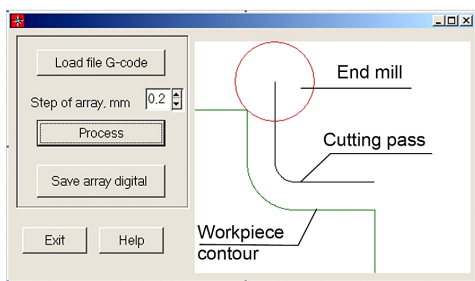 Load file G-code
Step of array, mm 0.2
Process
Save array digital
Exit Help
End mill
Cutting pass
Workpiece
contour